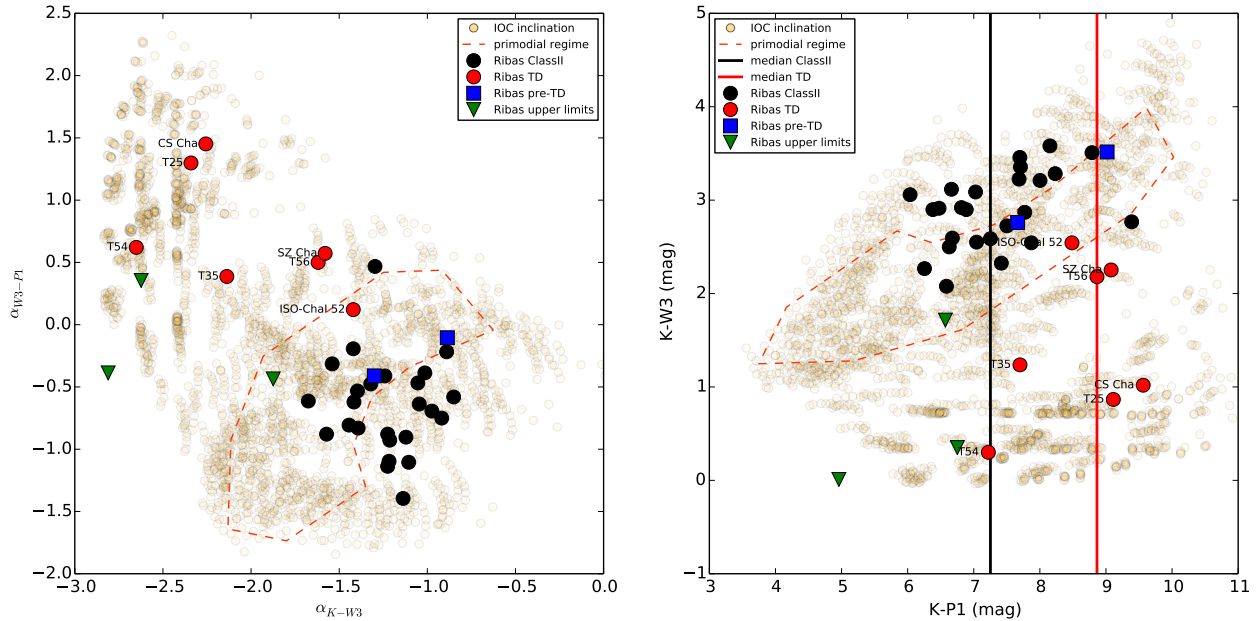 2.5
2.0
1.5
1.0
0.5
0.0
−0.5
−1.0
−1.5
−2.0
α_{W3−P1}
IOC inclination
primodial regime
Ribas ClassII
Ribas TD
Ribas pre-TD
Ribas upper limits
CS Cha
T25
T54
T35
SZ Cha
T56
ISO-ChaI 52
−3.0 −2.5 −2.0 −1.5 −1.0 −0.5 0.0
α_{K−W3}
5
4
3
2
1
0
−1
K-W3 (mag)
IOC inclination
primodial regime
median ClassII
median TD
Ribas ClassII
Ribas TD
Ribas pre-TD
Ribas upper limits
ISO-ChaI 52
SZ Cha
T56
T35
CS Cha
T25
T54
3 4 5 6 7 8 9 10 11
K-P1 (mag)